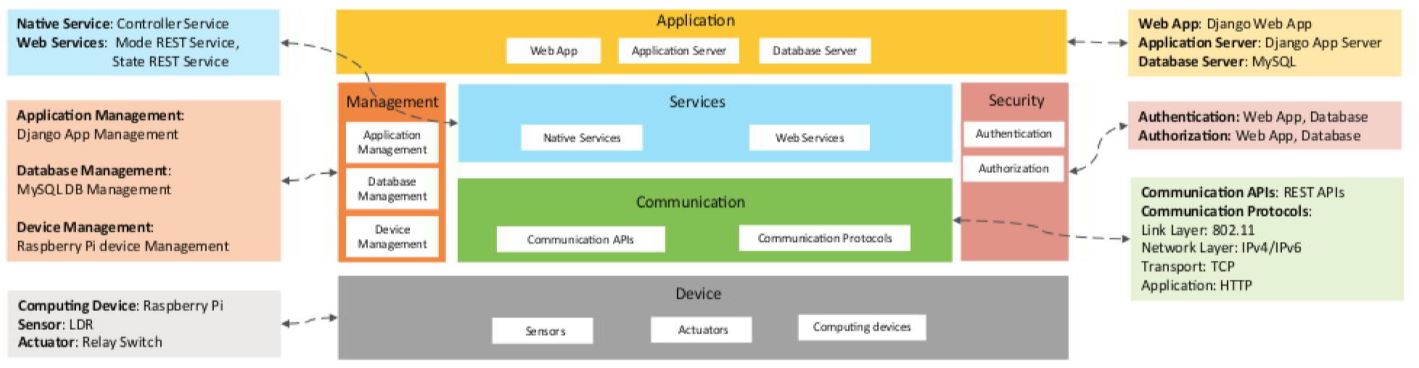 Native Service: Controller Service
Web Services: Mode REST Service,
State REST Service
Application Management:
Django App Management
Database Management:
MySQL DB Management
Device Management:
Raspberry Pi device Management
Computing Device: Raspberry Pi
Sensor: LDR
Actuator: Relay Switch
Application
Web App
Application Server
Database Server
Management
Application
Management
Database
Management
Device
Management
Services
Native Services
Web Services
Communication
Communication APIs
Communication Protocols
Security
Authentication
Authorization
Device
Sensors
Actuators
Computing devices
Web App: Django Web App
Application Server: Django App Server
Database Server: MySQL
Authentication: Web App, Database
Authorization: Web App, Database
Communication APIs: REST APIs
Communication Protocols:
Link Layer: 802.11
Network Layer: IPv4/IPv6
Transport: TCP
Application: HTTP